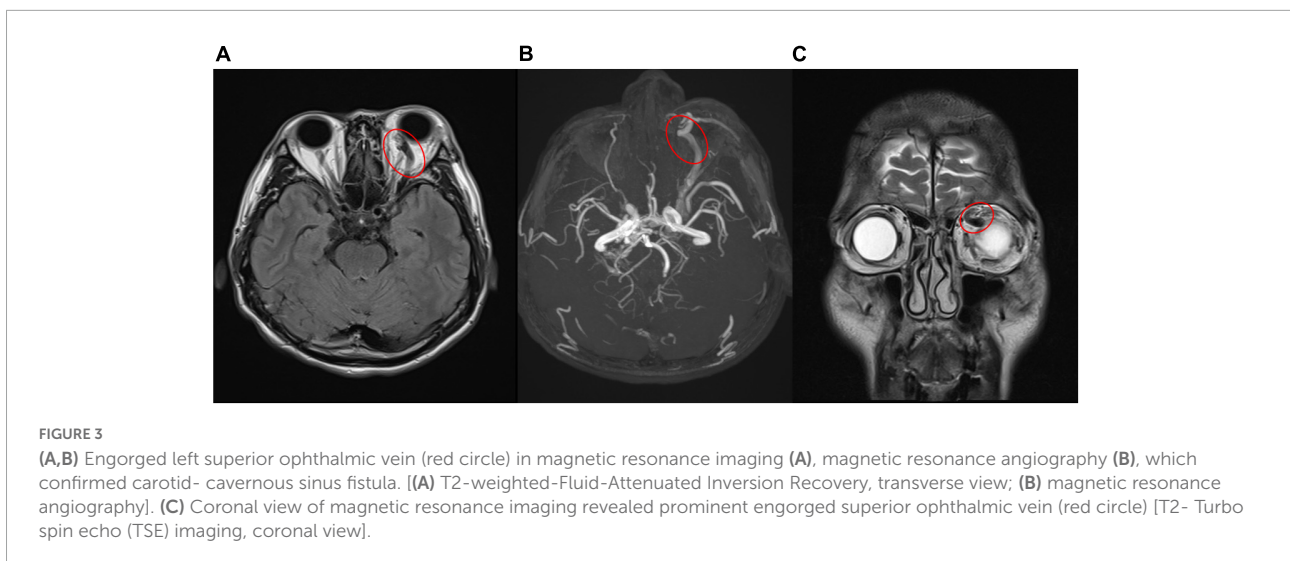 A
B
C
FIGURE 3
(A,B) Engorged left superior ophthalmic vein (red circle) in magnetic resonance imaging (A), magnetic resonance angiography (B), which
confirmed carotid- cavernous sinus fistula. [(A) T2-weighted-Fluid-Attenuated Inversion Recovery, transverse view; (B) magnetic resonance
angiography]. (C) Coronal view of magnetic resonance imaging revealed prominent engorged superior ophthalmic vein (red circle) [T2- Turbo
spin echo (TSE) imaging, coronal view].